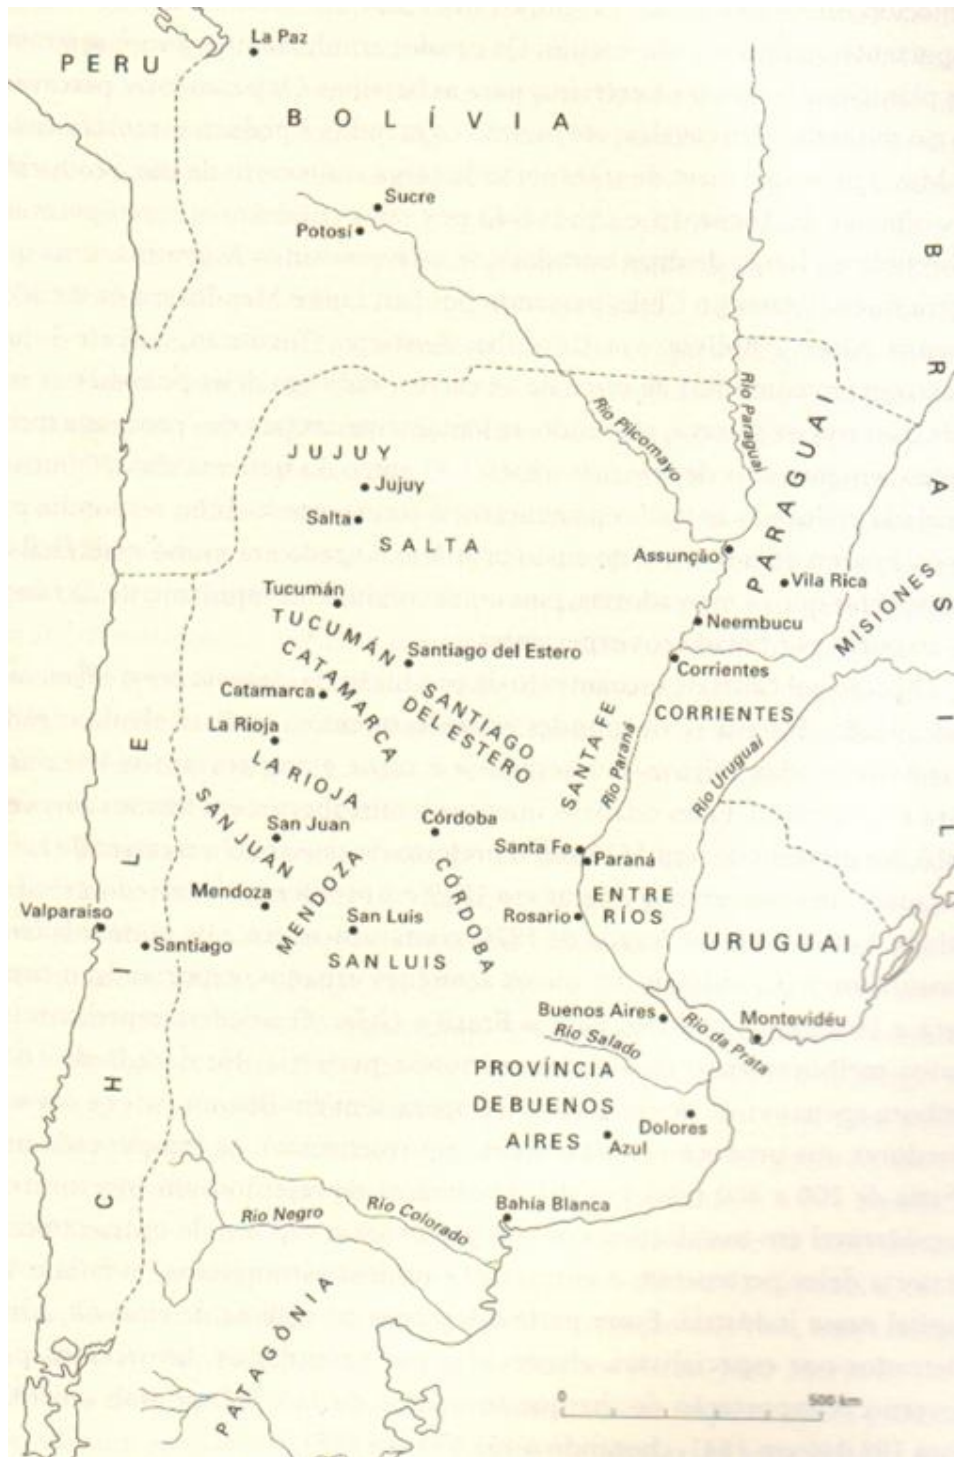 La Paz
PERU
BOLÍVIA
Sucre
Potosí
BRASIL
JUJUY
Jujuy
Salta
SALTA
Rio Plicomayo
Rio Paraguai
PARAGUAI
Assunção
Vila Rica
Tucumán
TUCUMÁN
Neembucu
MISIONES
Santiago del Estero
Corrientes
CATAMARCA
Catamarca
SANTIAGO
DEL ESTERO
CORRIENTES
SANTA FE
Rio Paraná
Rio Uruguai
La Rioja
LA RIOJA
SAN JUAN
San Juan
Córdoba
CÓRDOBA
Santa Fe
Paraná
ENTRE
RÍOS
Mendoza
MENDOZA
Rosario
Valparaiso
Santiago
San Luis
SAN LUIS
URUGUAI
CHILE
Buenos Aires
Rio da Prata
Montevidéu
Rio Salado
PROVÍNCIA
DE BUENOS
AIRES
Dolores
Azul
Bahía Blanca
Rio Negro
Rio Colorado
PATAGÓNIA
0
500 km